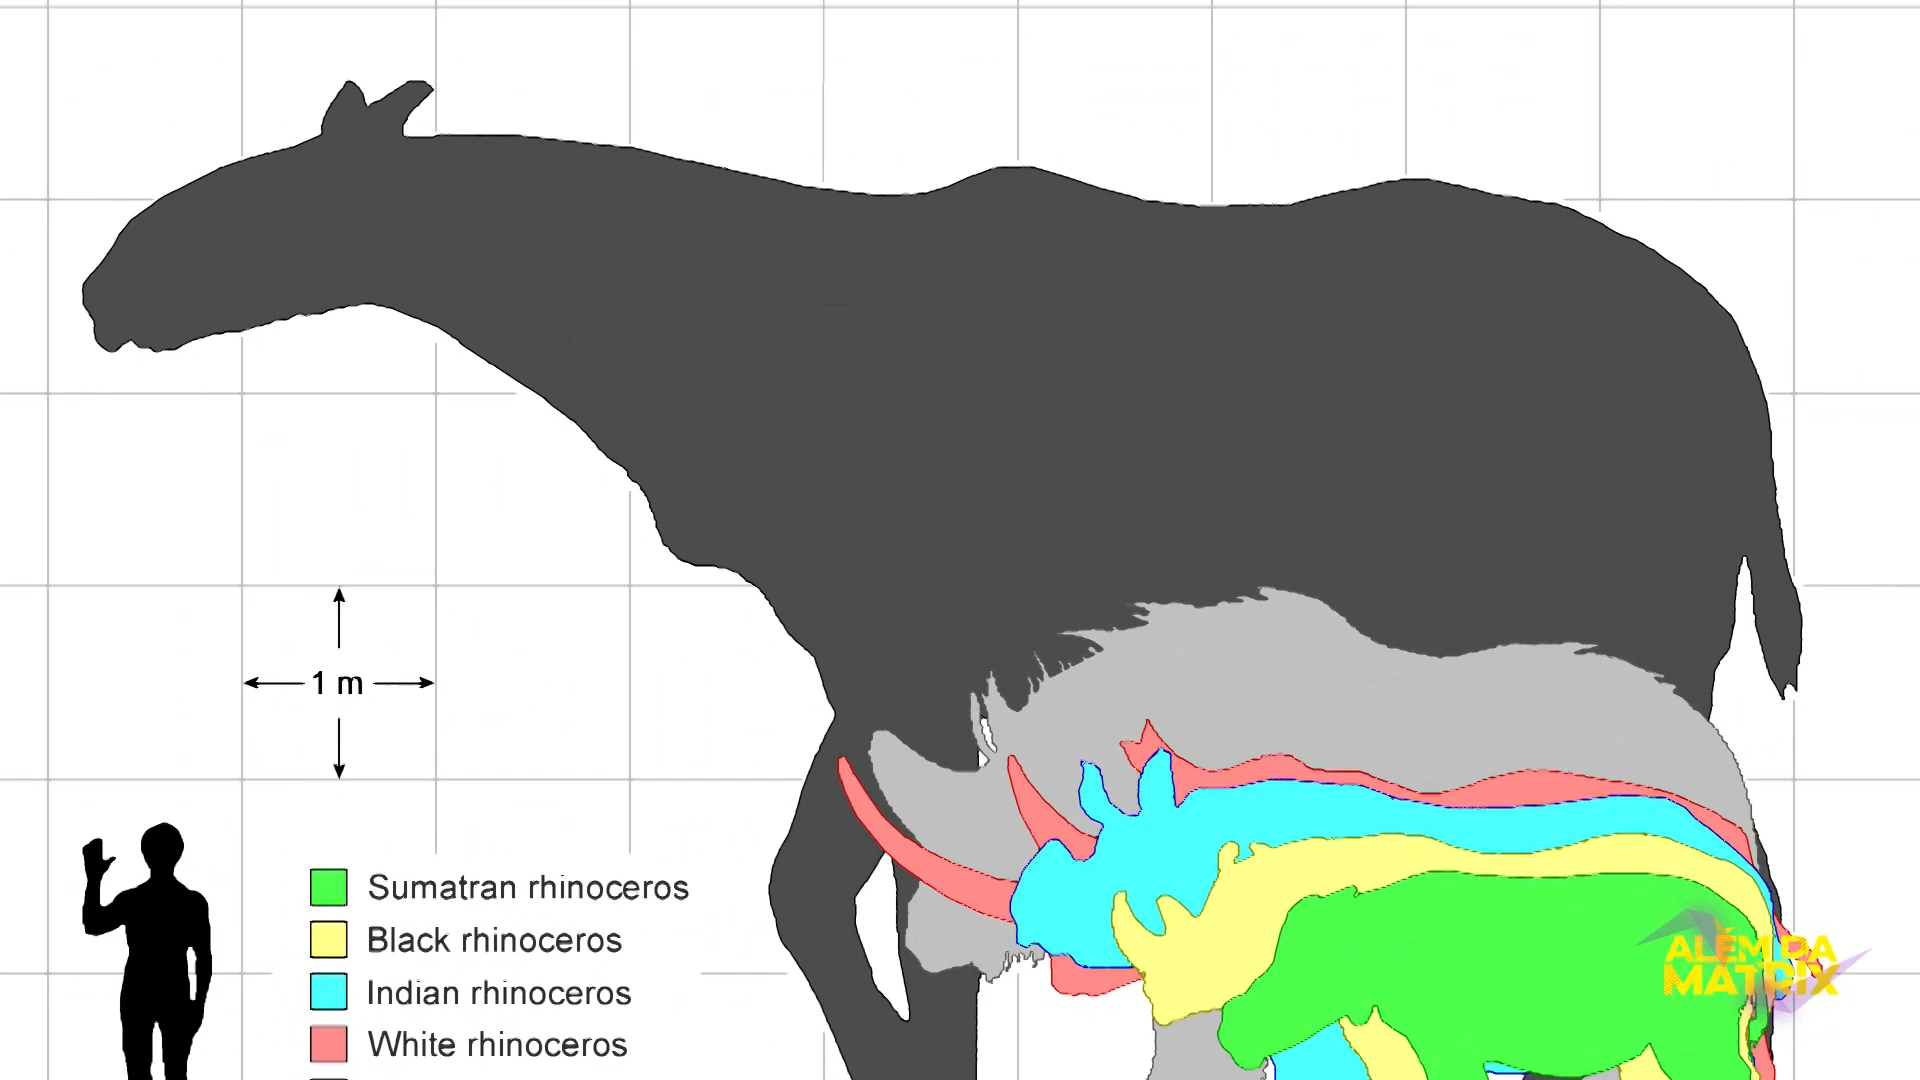 1 m
Sumatran rhinoceros
Black rhinoceros
Indian rhinoceros
White rhinoceros
ALÉM DA
MATRIX